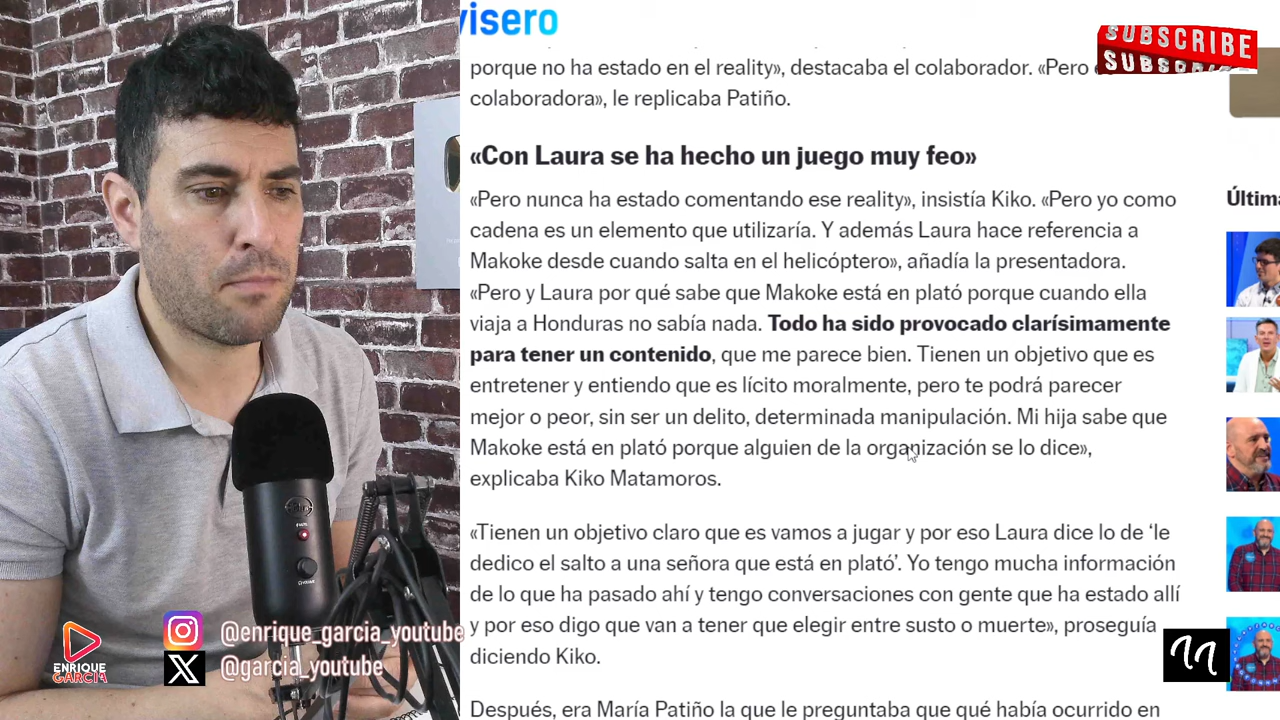 visero
SUBSCRIBE
SUBSCRIBE
porque no ha estado en el reality», destacaba el colaborador. «Pero
colaboradora», le replicaba Patiño.
«Con Laura se ha hecho un juego muy feo»
«Pero nunca ha estado comentando ese reality», insistía Kiko. «Pero yo como
cadena es un elemento que utilizaría. Y además Laura hace referencia a
Makoke desde cuando salta en el helicóptero», añadía la presentadora.
«Pero y Laura por qué sabe que Makoke está en plató porque cuando ella
viaja a Honduras no sabía nada. Todo ha sido provocado clarísimamente
para tener un contenido, que me parece bien. Tienen un objetivo que es
entretener y entiendo que es lícito moralmente, pero te podrá parecer
mejor o peor, sin ser un delito, determinada manipulación. Mi hija sabe que
Makoke está en plató porque alguien de la organización se lo dice»,
explicaba Kiko Matamoros.
«Tienen un objetivo claro que es vamos a jugar y por eso Laura dice lo de ‘le
dedico el salto a una señora que está en plató’. Yo tengo mucha información
de lo que ha pasado ahí y tengo conversaciones con gente que ha estado allí
y por eso digo que van a tener que elegir entre susto o muerte», proseguía
diciendo Kiko.
Después, era María Patiño la que le preguntaba que qué había ocurrido en
Última
ENRIQUE
GARCIA
@enrique_garcia_youtube
@garcia_youtube